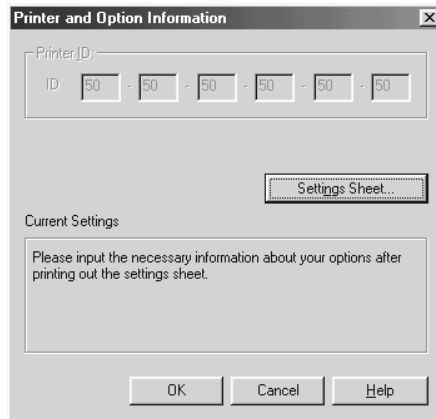 Printer and Option Information
Printer ID:
ID 50 - 50 - 50 - 50 - 50 - 50
Settings Sheet...
Current Settings
Please input the necessary information about your options after
printing out the settings sheet.
OK Cancel Help